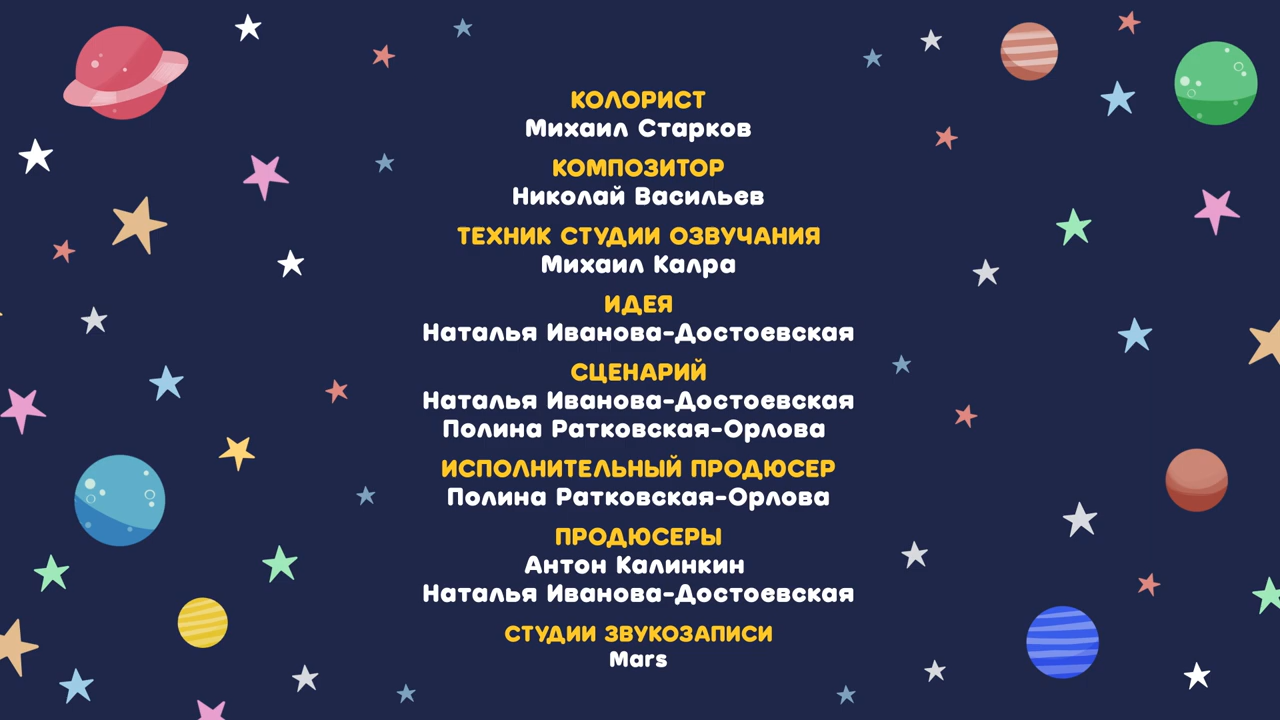 КОЛОРИСТ
Михаил Старков
КОМПОЗИТОР
Николай Васильев
ТЕХНИК СТУДИИ ОЗВУЧАНИЯ
Михаил Калра
ИДЕЯ
Наталья Иванова-Достоевская
СЦЕНАРИЙ
Наталья Иванова-Достоевская
Полина Ратковская-Орлова
ИСПОЛНИТЕЛЬНЫЙ ПРОДЮСЕР
Полина Ратковская-Орлова
ПРОДЮСЕРЫ
Антон Калинкин
Наталья Иванова-Достоевская
СТУДИИ ЗВУКОЗАПИСИ
Mars